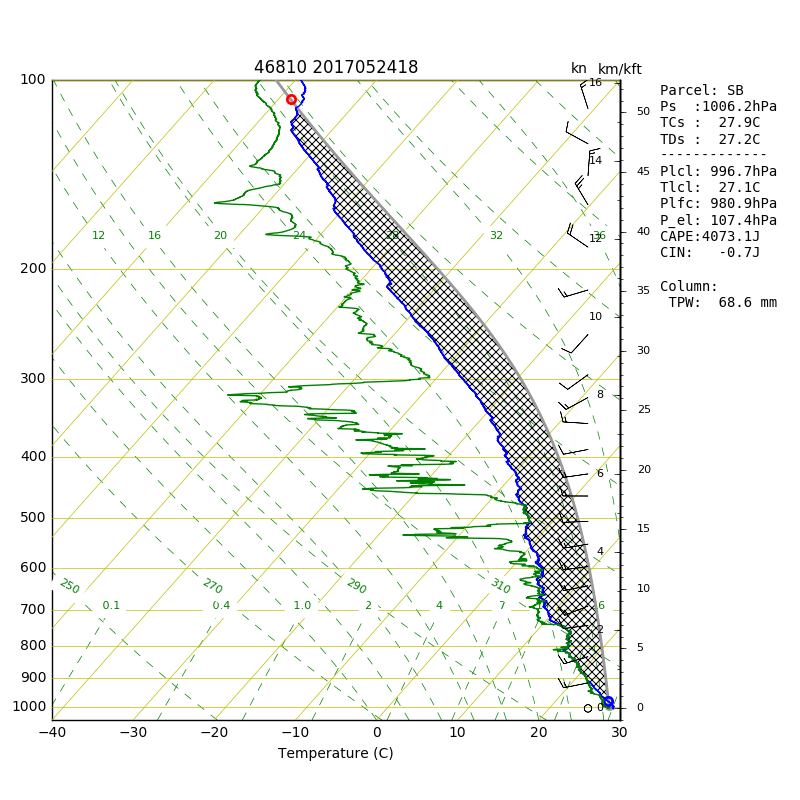 46810 2017052418
kn km/kft
Parcel: SB
Ps  :1006.2hPa
TCs :  27.9C
TDs :  27.2C
-------------
Plcl: 996.7hPa
Tlcl:  27.1C
Plfc: 980.9hPa
P_el: 107.4hPa
CAPE:4073.1J
CIN:   -0.7J
Column:
TPW:  68.6 mm
100
200
300
400
500
600
700
800
900
1000
12 16 20 24 28 32 36
250 270 290 310
0.1 0.4 1.0 2 4 7 6
16
14
12
10
8
6
4
2
0
50
45
40
35
30
25
20
15
10
5
0
−40 −30 −20 −10 0 10 20 30
Temperature (C)